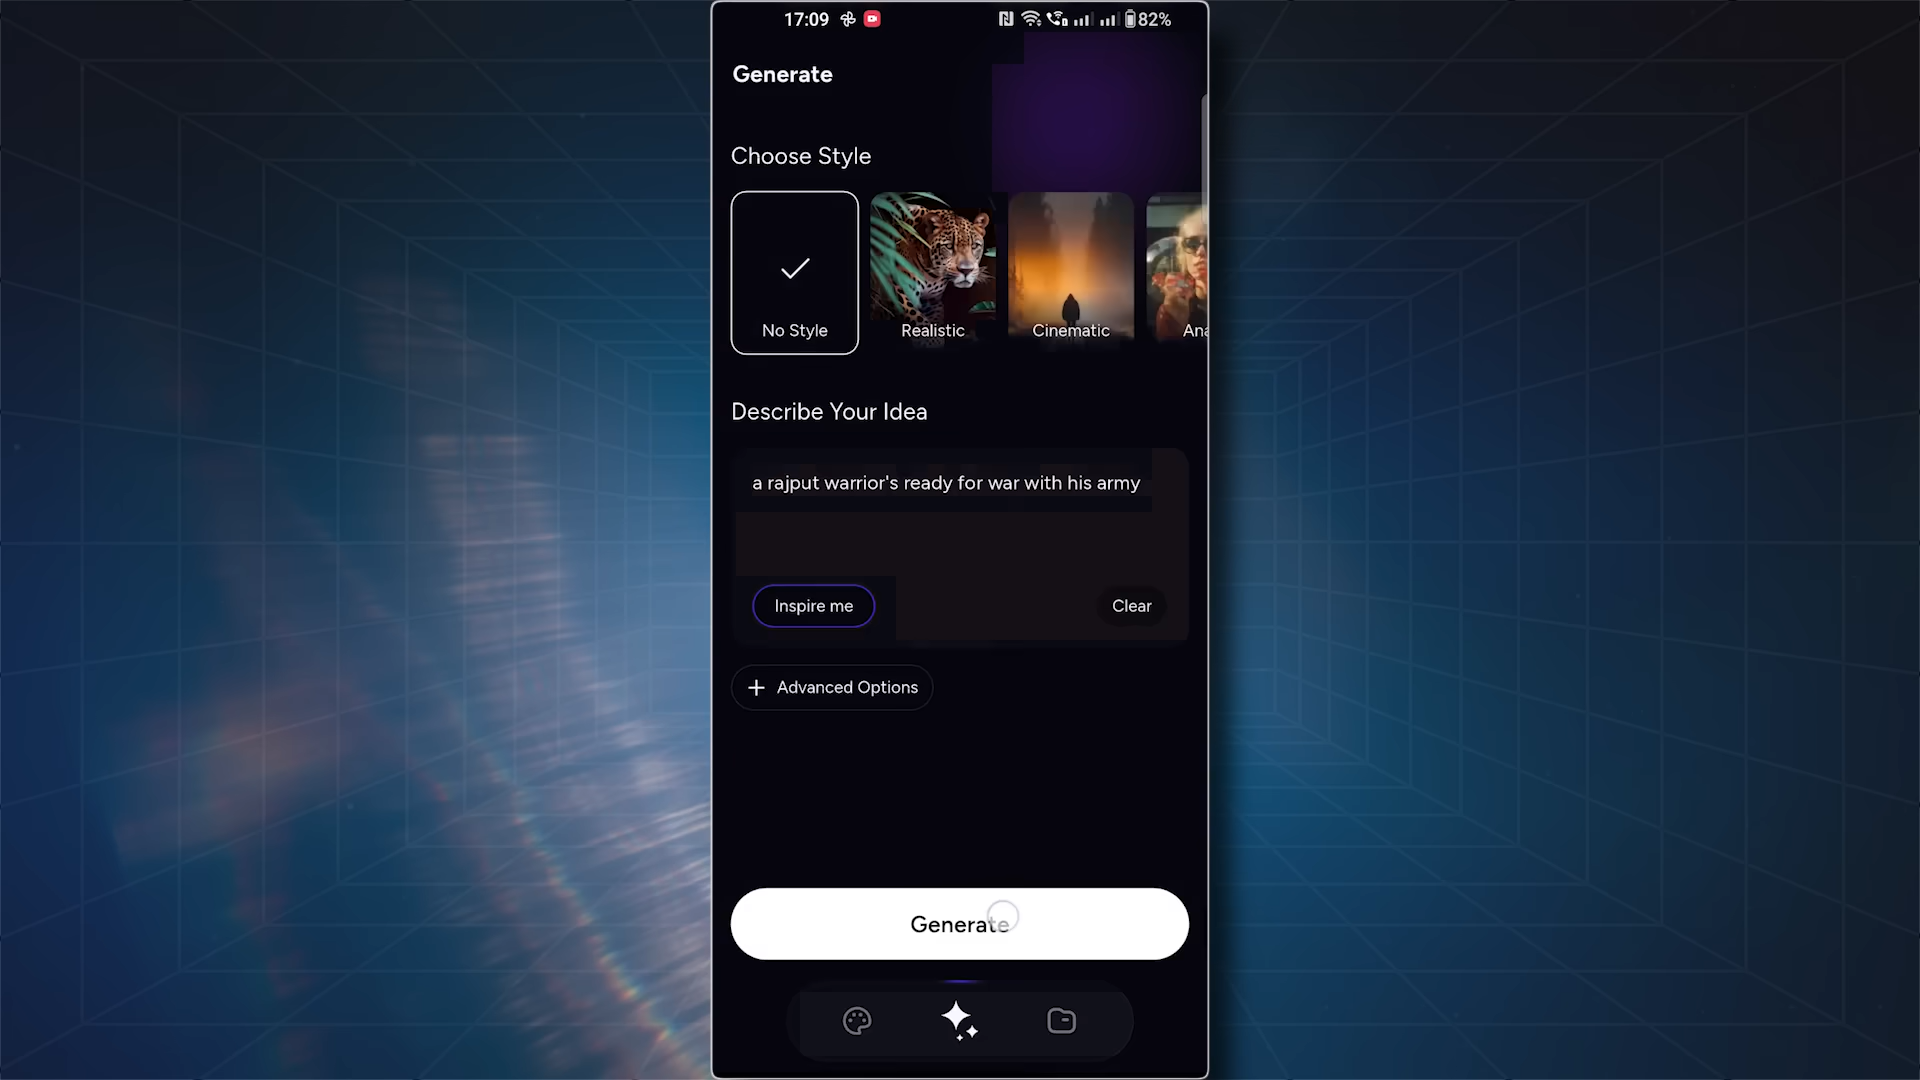 17:09 82%
Generate
Choose Style
No Style
Realistic
Cinematic
Ana
Describe Your Idea
a rajput warrior's ready for war with his army
Inspire me
Clear
+ Advanced Options
Generate